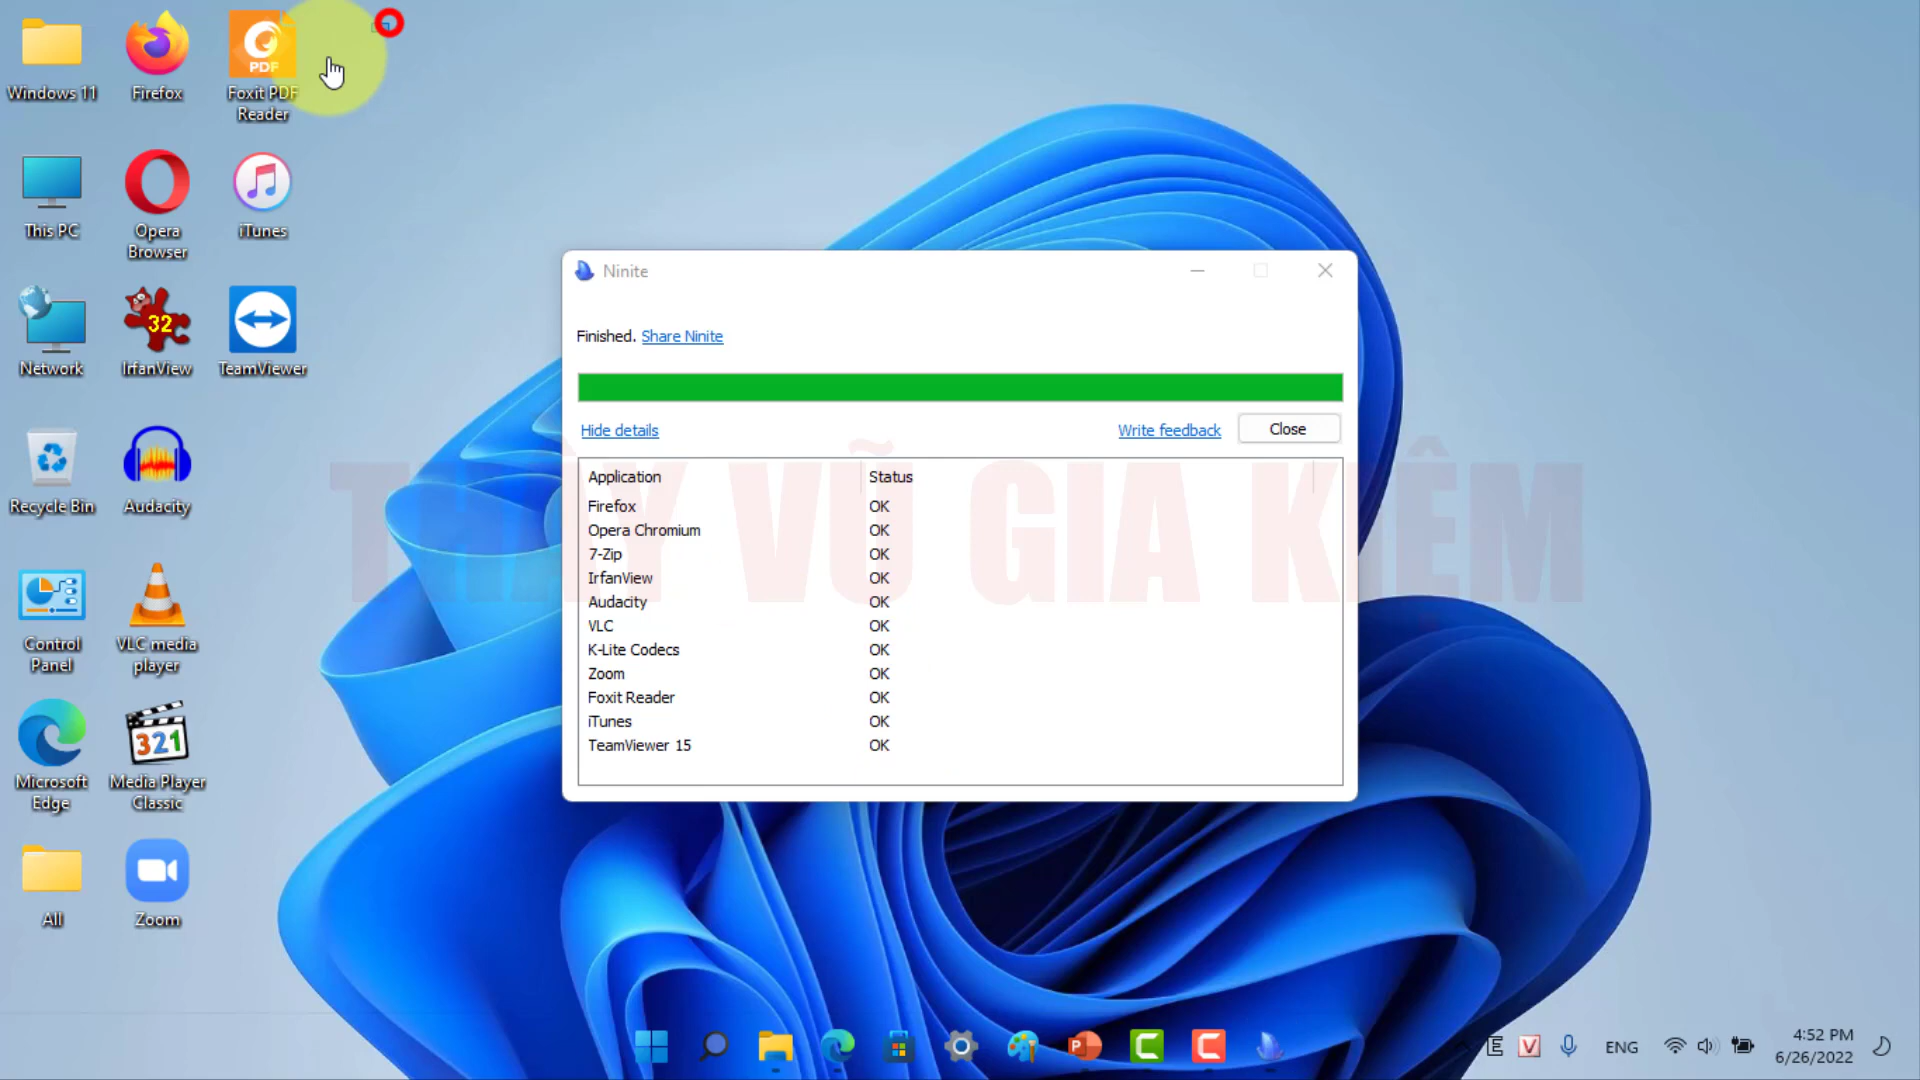 Windows 11
Firefox
Foxit PDF
Reader
PDF
This PC
Opera
Browser
iTunes
Network
32
IrfanView
TeamViewer
Recycle Bin
Audacity
Control
Panel
VLC media
player
Microsoft
Edge
321
Media Player
Classic
All
Zoom
Ninite
Finished. Share Ninite
Hide details
Write feedback
Close
THẦY VŨ GIA KIỆM
Application Status
Firefox OK
Opera Chromium OK
7-Zip OK
IrfanView OK
Audacity OK
VLC OK
K-Lite Codecs OK
Zoom OK
Foxit Reader OK
iTunes OK
TeamViewer 15 OK
P
C
C
E
V
ENG
4:52 PM
6/26/2022